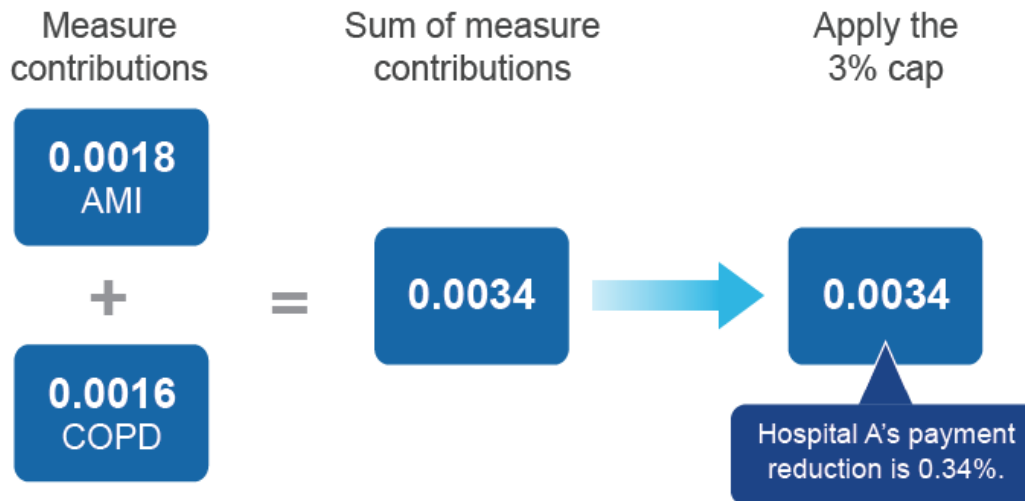 Measure
contributions
Sum of measure
contributions
Apply the
3% cap
0.0018
AMI
+
0.0016
COPD
=
0.0034
0.0034
Hospital A's payment
reduction is 0.34%.